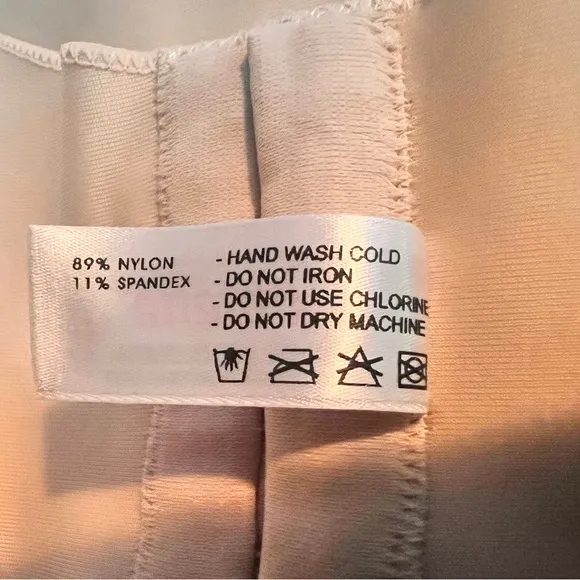 89% NYLON
11% SPANDEX
- HAND WASH COLD
- DO NOT IRON
- DO NOT USE CHLORINE
- DO NOT DRY MACHINE